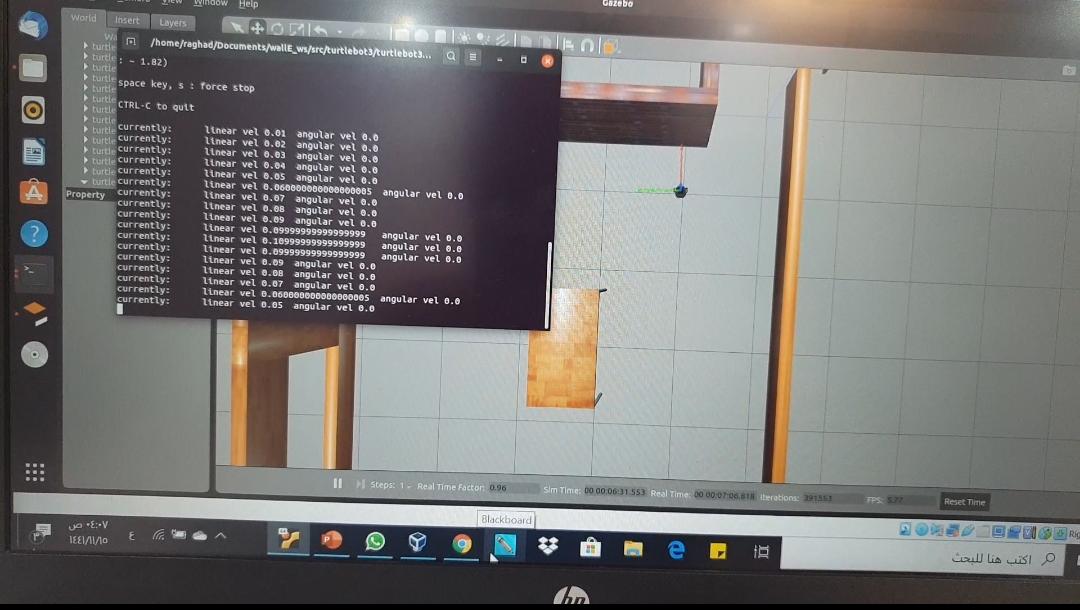 Gazebo
View Window Help
World Insert Layers
/home/raghad/Documents/wallE_ws/src/turtlebot3/turtlebot3...
: ~ 1.82)
space key, s : force stop
CTRL-C to quit
currently: linear vel 0.01 angular vel 0.0
currently: linear vel 0.02 angular vel 0.0
currently: linear vel 0.03 angular vel 0.0
currently: linear vel 0.04 angular vel 0.0
currently: linear vel 0.05 angular vel 0.0
currently: linear vel 0.060000000000000005 angular vel 0.0
currently: linear vel 0.07 angular vel 0.0
currently: linear vel 0.08 angular vel 0.0
currently: linear vel 0.09 angular vel 0.0
currently: linear vel 0.09999999999999999 angular vel 0.0
currently: linear vel 0.10999999999999999 angular vel 0.0
currently: linear vel 0.09999999999999999 angular vel 0.0
currently: linear vel 0.09 angular vel 0.0
currently: linear vel 0.08 angular vel 0.0
currently: linear vel 0.07 angular vel 0.0
currently: linear vel 0.060000000000000005 angular vel 0.0
currently: linear vel 0.05 angular vel 0.0
turtle
turtle
turtle
turtle
turtle
turtle
turtle
turtle
turtle
turtle
turtle
turtle
turtle
turtle
Property
Steps: 1 Real Time Factor: 0.96 Sim Time: 00 00:06:31.553 Real Time: 00 00:07:06.818 Iterations: 391553 FPS: 5.77 Reset Time
Blackboard
٠٤:٠٧ ص
١٤٤١/١١/١٥
ع
اكتب هنا للبحث
hp